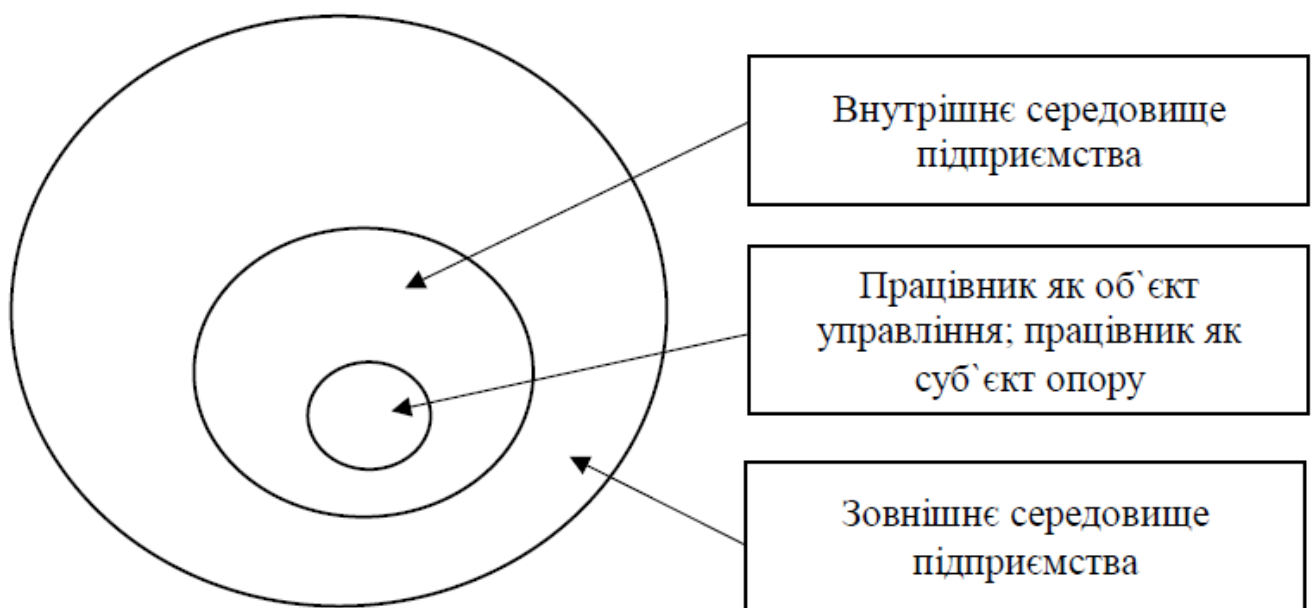 Внутрішнє середовище
підприємства
Працівник як об`єкт
управління; працівник як
суб`єкт опору
Зовнішнє середовище
підприємства